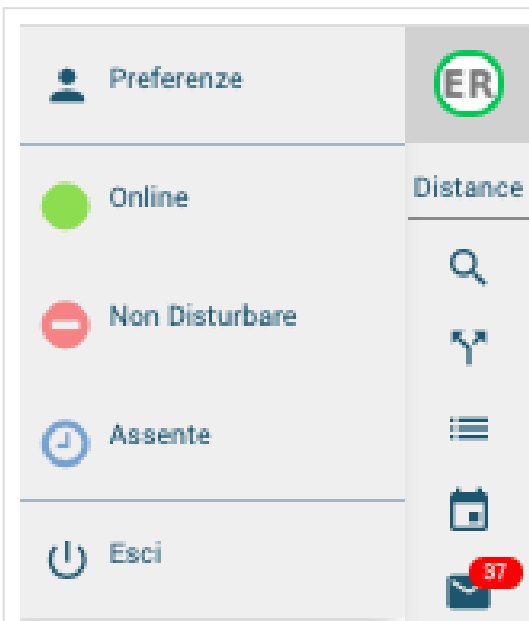 Preferenze
ER
Online
Distance
Non Disturbare
Assente
Esci
37